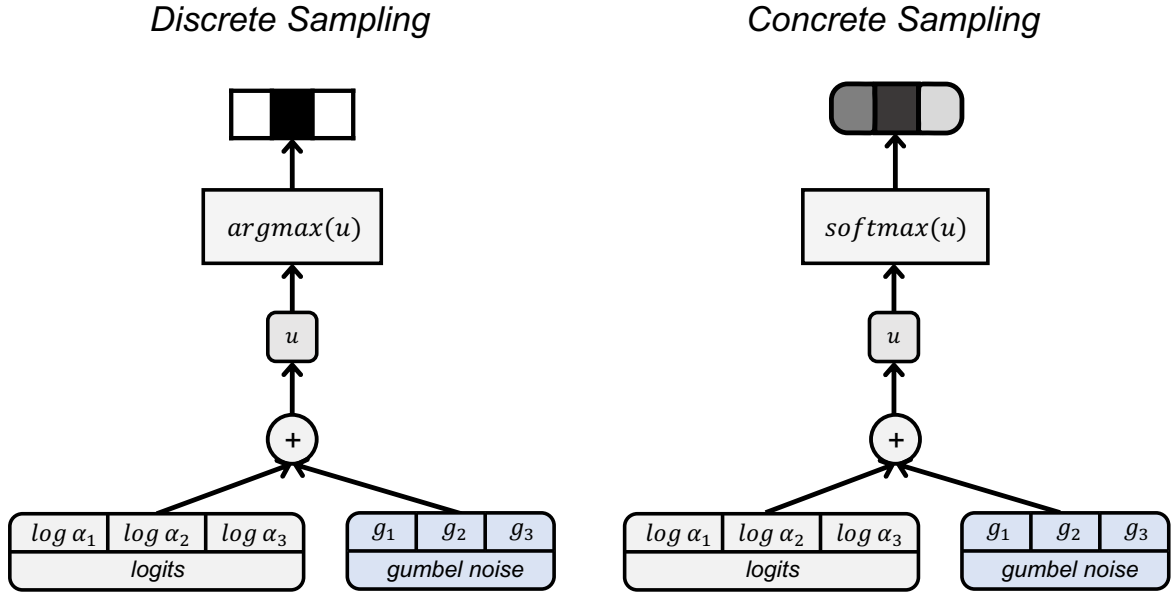 Discrete Sampling
argmax(u)
u
+
log α₁ log α₂ log α₃
logits
g₁ g₂ g₃
gumbel noise
Concrete Sampling
softmax(u)
u
+
log α₁ log α₂ log α₃
logits
g₁ g₂ g₃
gumbel noise